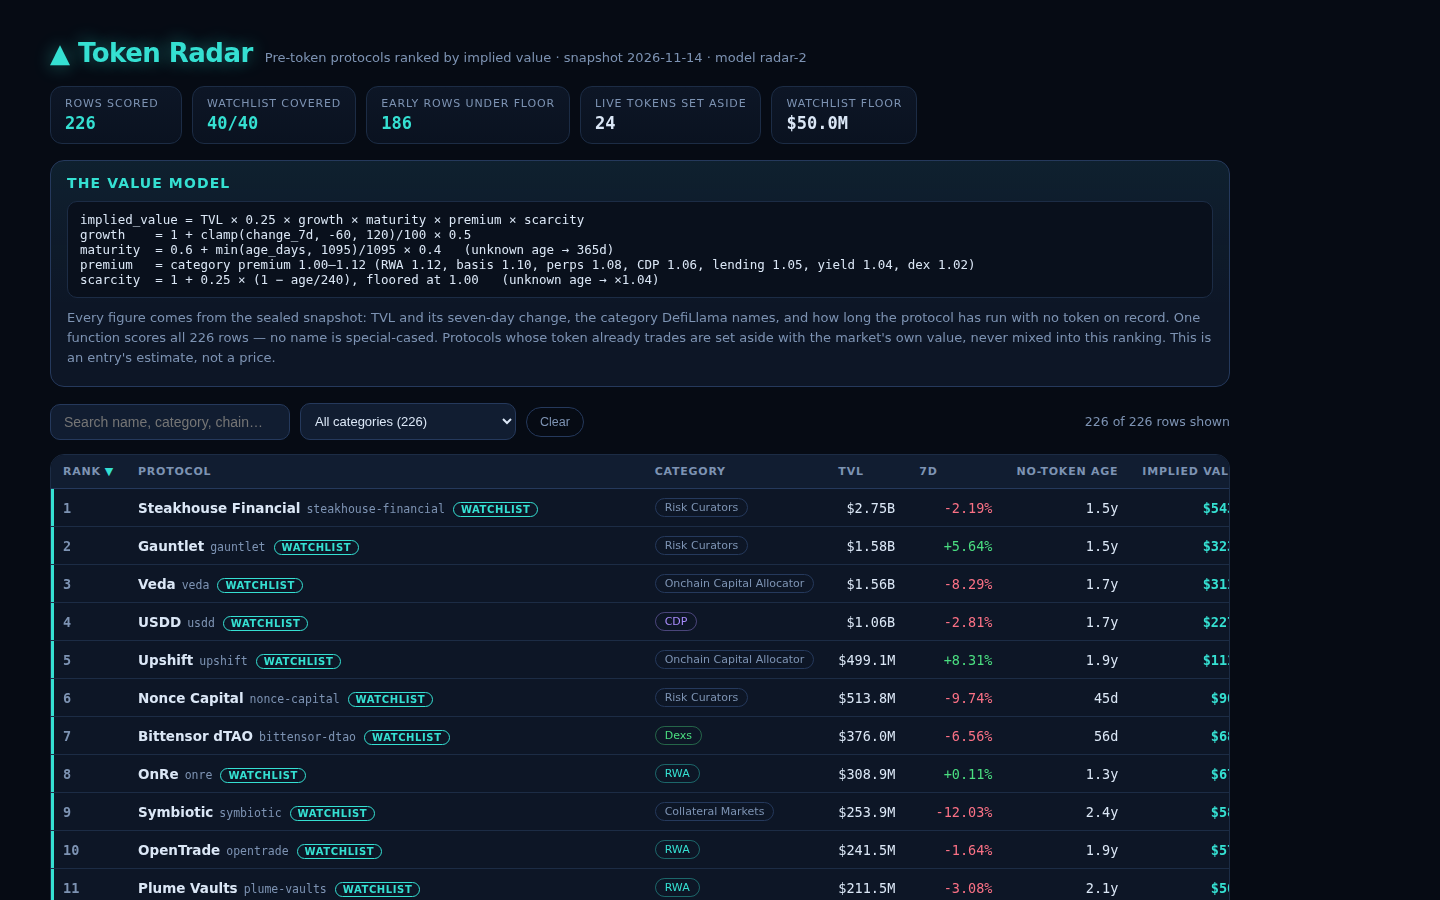 ▲ Token Radar Pre-token protocols ranked by implied value · snapshot 2026-11-14 · model radar-2
ROWS SCORED WATCHLIST COVERED EARLY ROWS UNDER FLOOR LIVE TOKENS SET ASIDE WATCHLIST FLOOR
226 40/40 186 24 $50.0M
THE VALUE MODEL
implied_value = TVL × 0.25 × growth × maturity × premium × scarcity
growth = 1 + clamp(change_7d, -60, 120)/100 × 0.5
maturity = 0.6 + min(age_days, 1095)/1095 × 0.4 (unknown age → 365d)
premium = category premium 1.00–1.12 (RWA 1.12, basis 1.10, perps 1.08, CDP 1.06, lending 1.05, yield 1.04, dex 1.02)
scarcity = 1 + 0.25 × (1 − age/240), floored at 1.00 (unknown age → ×1.04)
Every figure comes from the sealed snapshot: TVL and its seven-day change, the category DefiLlama names, and how long the protocol has run with no token on record. One
function scores all 226 rows — no name is special-cased. Protocols whose token already trades are set aside with the market's own value, never mixed into this ranking. This is
an entry's estimate, not a price.
Search name, category, chain… All categories (226) Clear 226 of 226 rows shown
RANK ▼ PROTOCOL CATEGORY TVL 7D NO-TOKEN AGE IMPLIED VAL
1 Steakhouse Financial steakhouse-financial WATCHLIST Risk Curators $2.75B -2.19% 1.5y
2 Gauntlet gauntlet WATCHLIST Risk Curators $1.58B +5.64% 1.5y
3 Veda veda WATCHLIST Onchain Capital Allocator $1.56B -8.29% 1.7y
4 USDD usdd WATCHLIST CDP $1.06B -2.81% 1.7y
5 Upshift upshift WATCHLIST Onchain Capital Allocator $499.1M +8.31% 1.9y
6 Nonce Capital nonce-capital WATCHLIST Risk Curators $513.8M -9.74% 45d
7 Bittensor dTAO bittensor-dtao WATCHLIST Dexs $376.0M -6.56% 56d
8 OnRe onre WATCHLIST RWA $308.9M +0.11% 1.3y
9 Symbiotic symbiotic WATCHLIST Collateral Markets $253.9M -12.03% 2.4y
10 OpenTrade opentrade WATCHLIST RWA $241.5M -1.64% 1.9y
11 Plume Vaults plume-vaults WATCHLIST RWA $211.5M -3.08% 2.1y